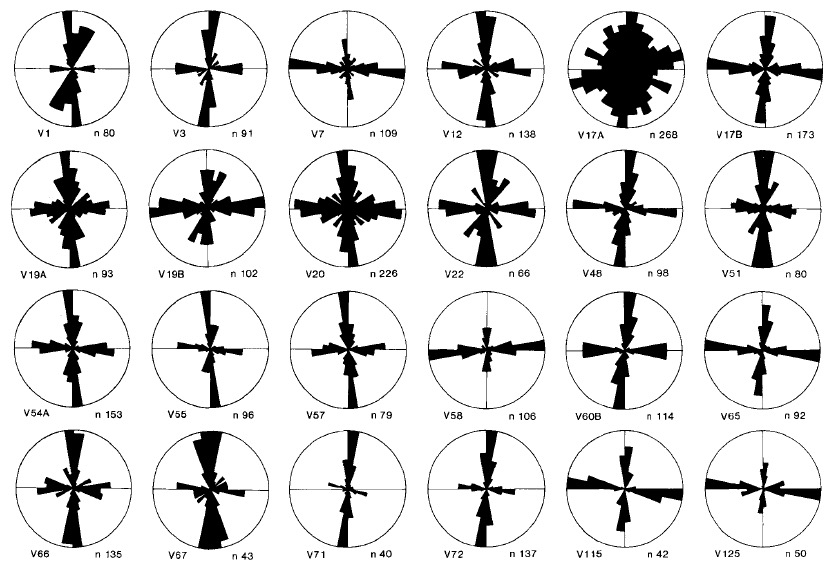 V1 n 80 V3 n 91 V7 n 109 V12 n 138 V17A n 268 V17B n 173
V19A n 93 V19B n 102 V20 n 226 V22 n 66 V48 n 98 V51 n 80
V54A n 153 V55 n 96 V57 n 79 V58 n 106 V60B n 114 V65 n 92
V66 n 135 V67 n 43 V71 n 40 V72 n 137 V115 n 42 V125 n 50